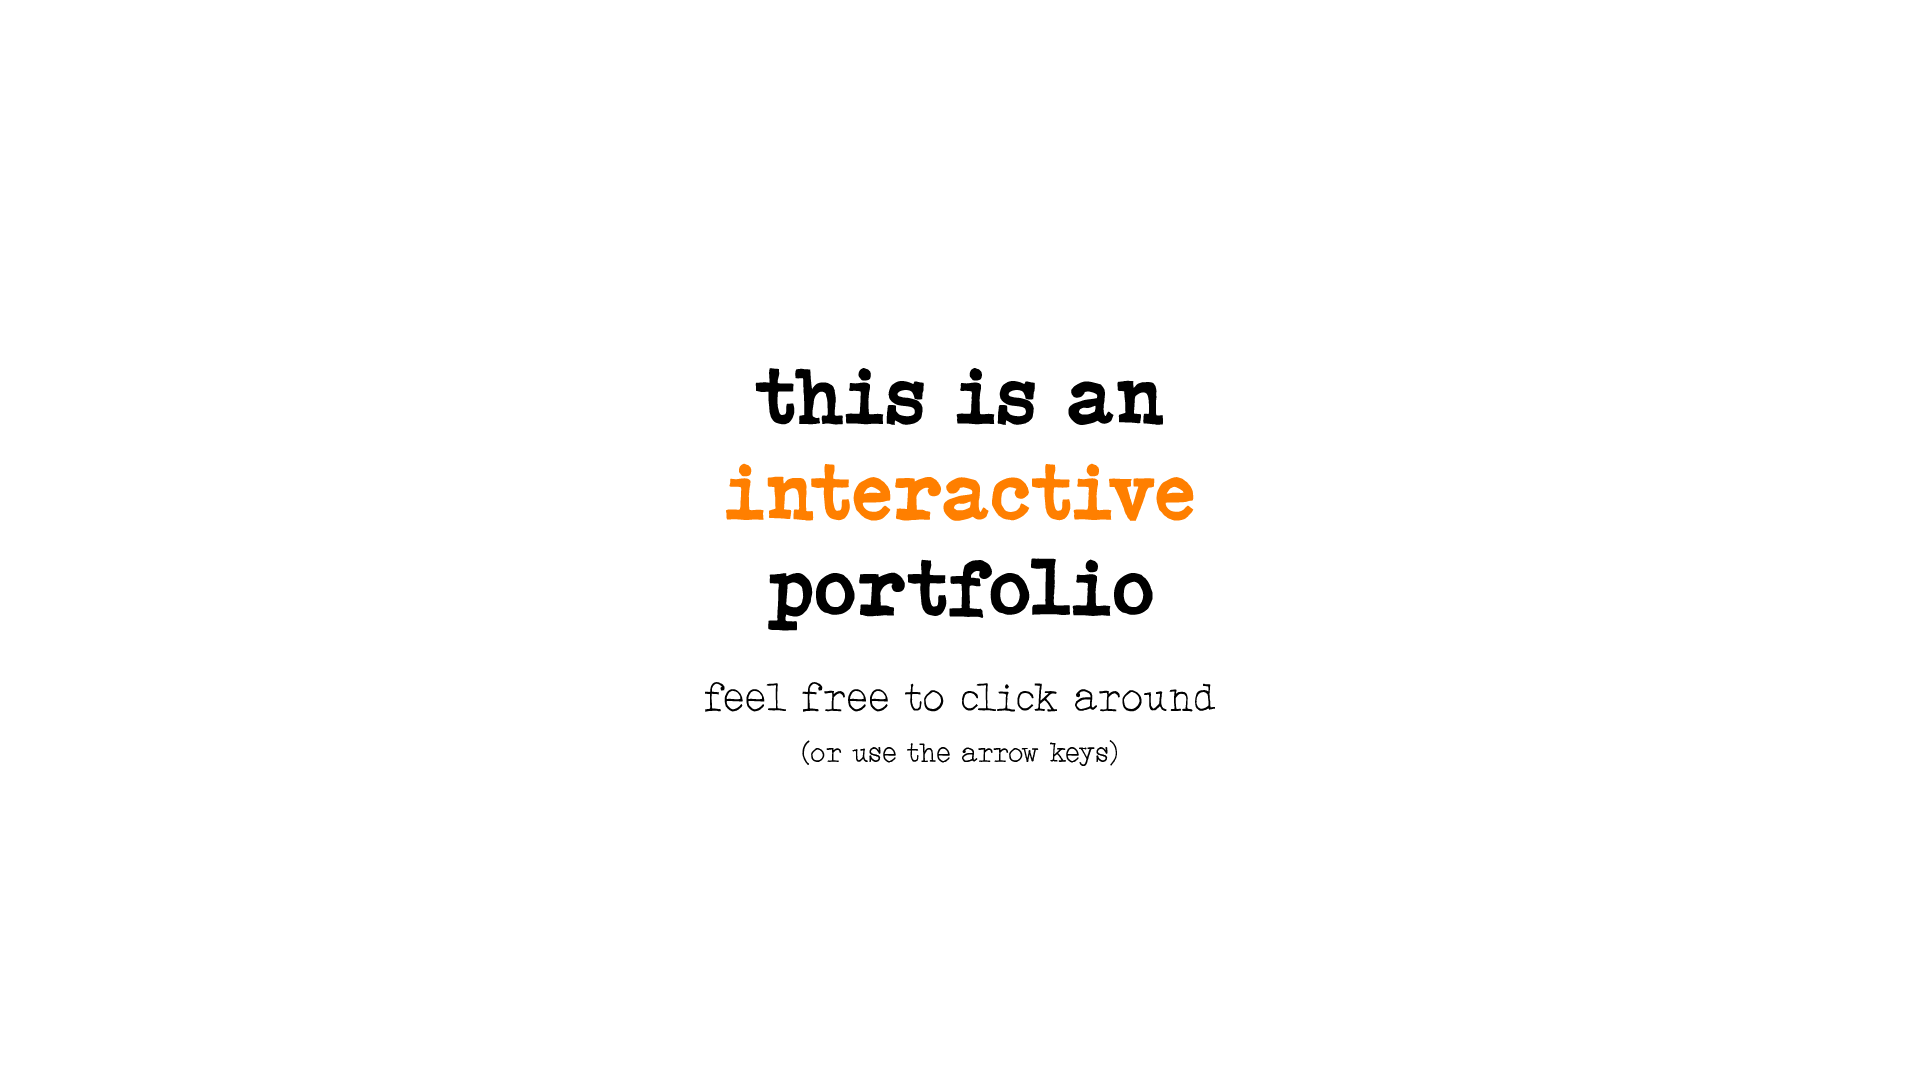 this is an
interactive
portfolio
feel free to click around
(or use the arrow keys)